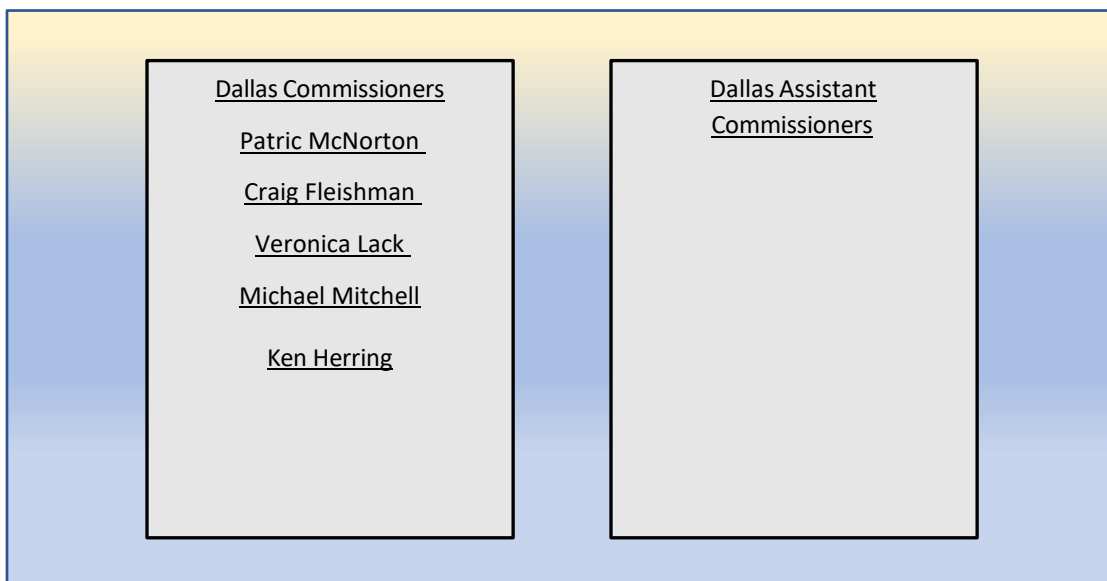 Dallas Commissioners
Patric McNorton
Craig Fleishman
Veronica Lack
Michael Mitchell
Ken Herring
Dallas Assistant
Commissioners